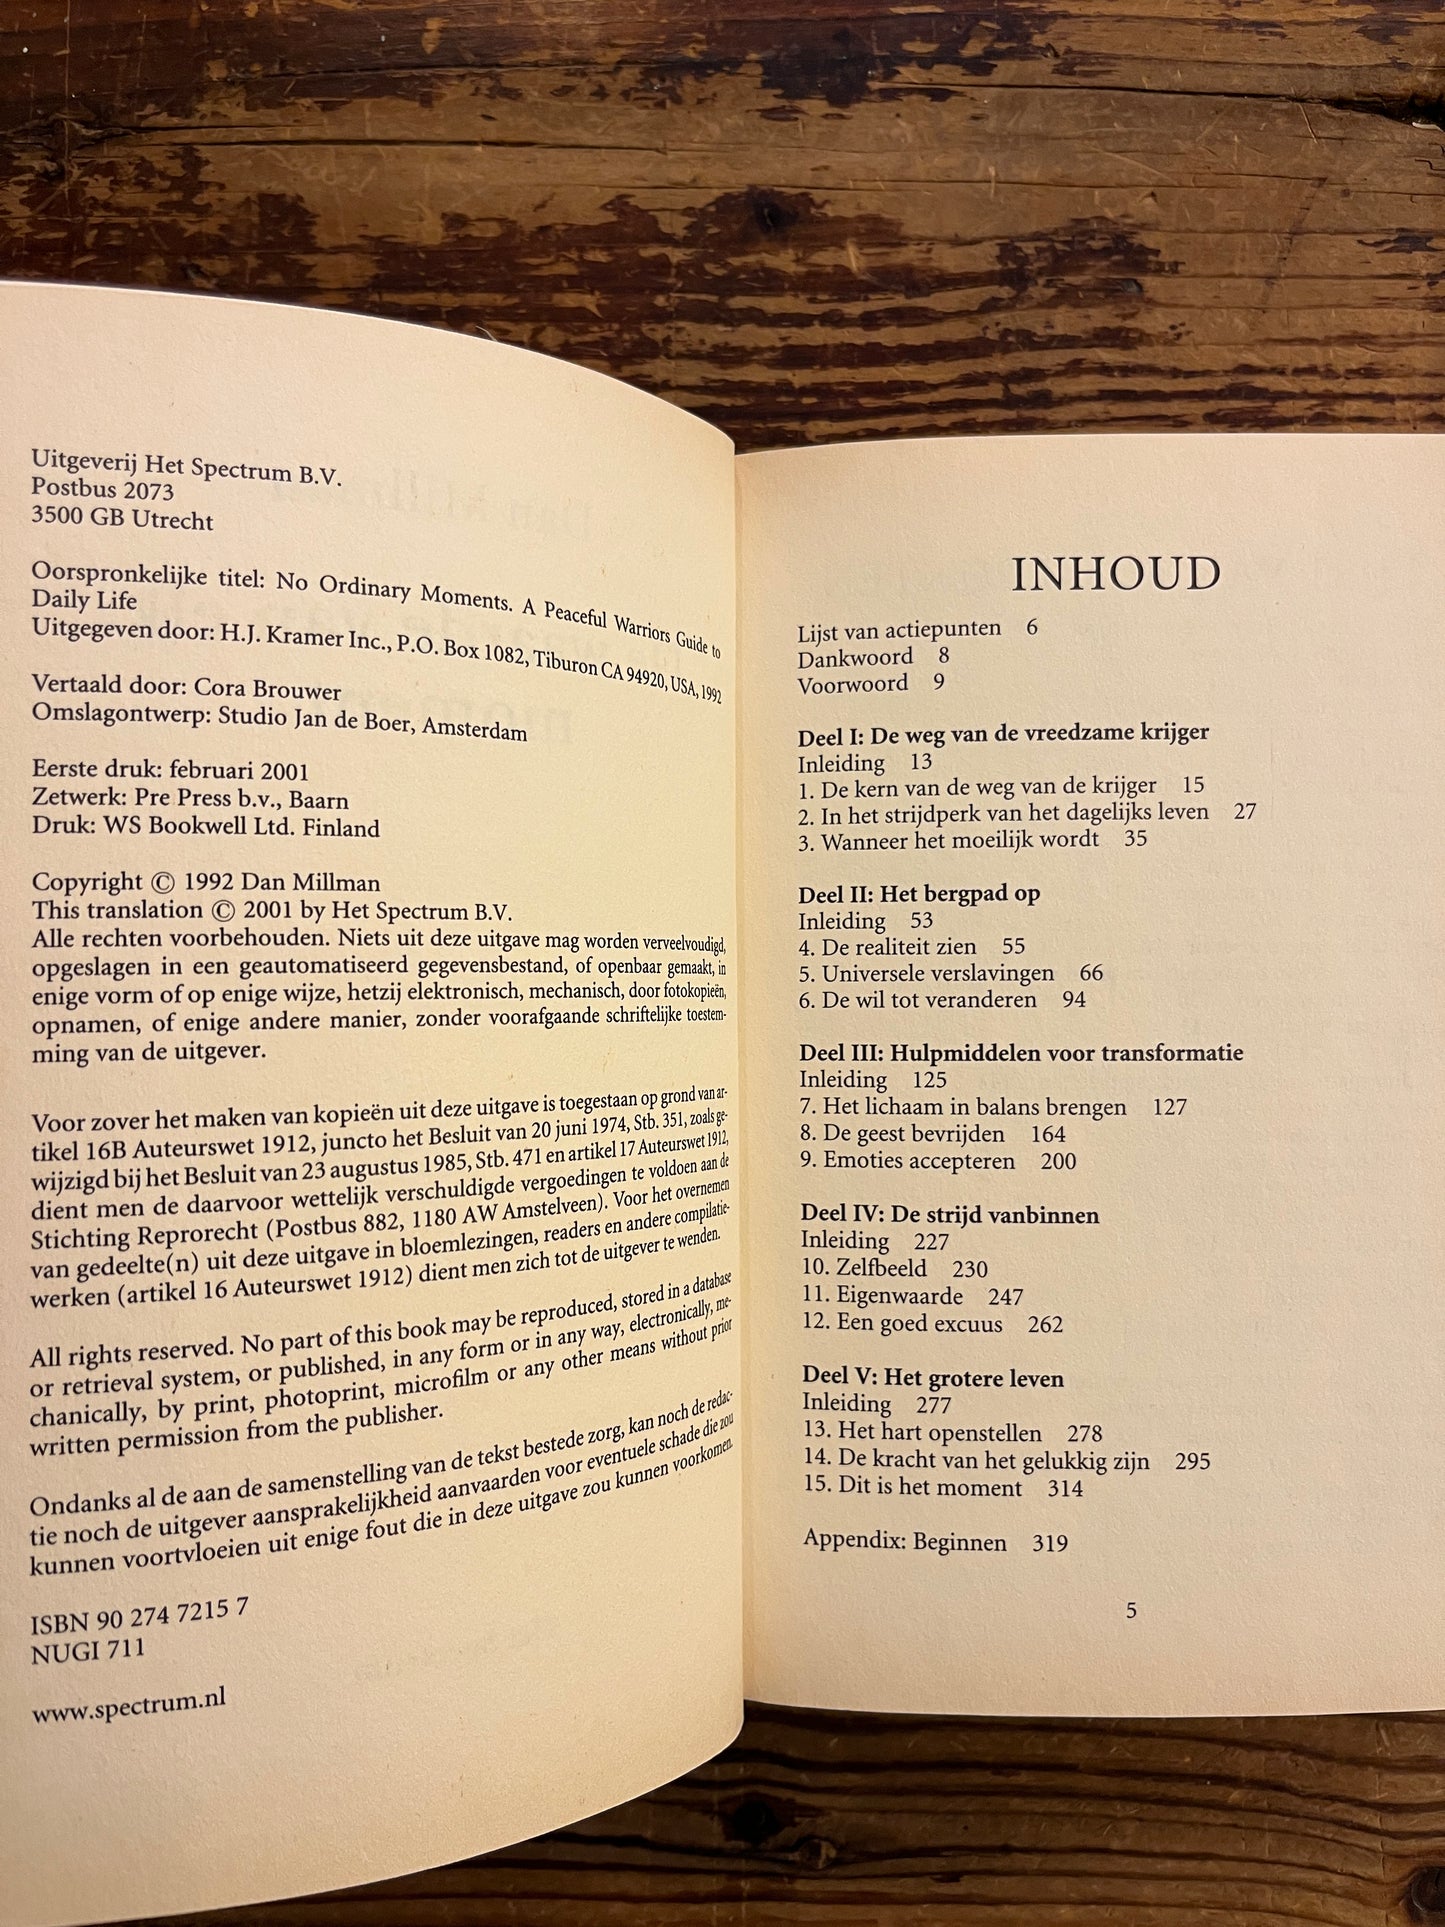 Uitgeverij Het Spectrum B.V.
Postbus 2073
3500 GB Utrecht
Oorspronkelijke titel: No Ordinary Moments. A Peaceful Warriors Guide to
Daily Life
Uitgegeven door: H.J. Kramer Inc., P.O. Box 1082, Tiburon CA 94920, USA, 1992
Vertaald door: Cora Brouwer
Omslagontwerp: Studio Jan de Boer, Amsterdam
Eerste druk: februari 2001
Zetwerk: Pre Press b.v., Baarn
Druk: WS Bookwell Ltd. Finland
Copyright © 1992 Dan Millman
This translation © 2001 by Het Spectrum B.V.
Alle rechten voorbehouden. Niets uit deze uitgave mag worden verveelvoudigd,
opgeslagen in een geautomatiseerd gegevensbestand, of openbaar gemaakt, in
enige vorm of op enige wijze, hetzij elektronisch, mechanisch, door fotokopieën,
opnamen, of enige andere manier, zonder voorafgaande schriftelijke toestem-
ming van de uitgever.
Voor zover het maken van kopieën uit deze uitgave is toegestaan op grond van ar-
tikel 16B Auteurswet 1912, juncto het Besluit van 20 juni 1974, Stb. 351, zoals ge-
wijzigd bij het Besluit van 23 augustus 1985, Stb. 471 en artikel 17 Auteurswet 1912,
dient men de daarvoor wettelijk verschuldigde vergoedingen te voldoen aan de
Stichting Reprorecht (Postbus 882, 1180 AW Amstelveen). Voor het overnemen
van gedeelte(n) uit deze uitgave in bloemlezingen, readers en andere compilatie-
werken (artikel 16 Auteurswet 1912) dient men zich tot de uitgever te wenden.
All rights reserved. No part of this book may be reproduced, stored in a database
or retrieval system, or published, in any form or in any way, electronically, me-
chanically, by print, photoprint, microfilm or any other means without prior
written permission from the publisher.
Ondanks al de aan de samenstelling van de tekst bestede zorg, kan noch de redac-
tie noch de uitgever aansprakelijkheid aanvaarden voor eventuele schade die zou
kunnen voortvloeien uit enige fout die in deze uitgave zou kunnen voorkomen.
ISBN 90 274 7215 7
NUGI 711
www.spectrum.nl
INHOUD
Lijst van actiepunten 6
Dankwoord 8
Voorwoord 9
Deel I: De weg van de vreedzame krijger
Inleiding 13
1. De kern van de weg van de krijger 15
2. In het strijdperk van het dagelijks leven 27
3. Wanneer het moeilijk wordt 35
Deel II: Het bergpad op
Inleiding 53
4. De realiteit zien 55
5. Universele verslavingen 66
6. De wil tot veranderen 94
Deel III: Hulpmiddelen voor transformatie
Inleiding 125
7. Het lichaam in balans brengen 127
8. De geest bevrijden 164
9. Emoties accepteren 200
Deel IV: De strijd vanbinnen
Inleiding 227
10. Zelfbeeld 230
11. Eigenwaarde 247
12. Een goed excuus 262
Deel V: Het grotere leven
Inleiding 277
13. Het hart openstellen 278
14. De kracht van het gelukkig zijn 295
15. Dit is het moment 314
Appendix: Beginnen 319
5